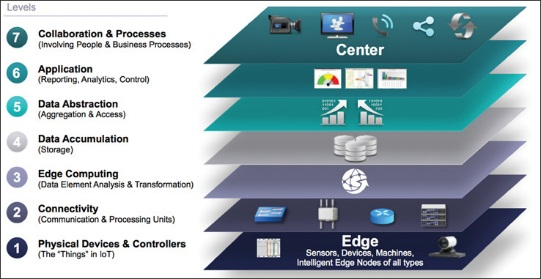 Levels
7 Collaboration & Processes
(Involving People & Business Processes)
Center
6 Application
(Reporting, Analytics, Control)
5 Data Abstraction
(Aggregation & Access)
4 Data Accumulation
(Storage)
3 Edge Computing
(Data Element Analysis & Transformation)
2 Connectivity
(Communication & Processing Units)
1 Physical Devices & Controllers
(The "Things" in IoT)
Edge
Sensors, Devices, Machines,
Intelligent Edge Nodes of all types